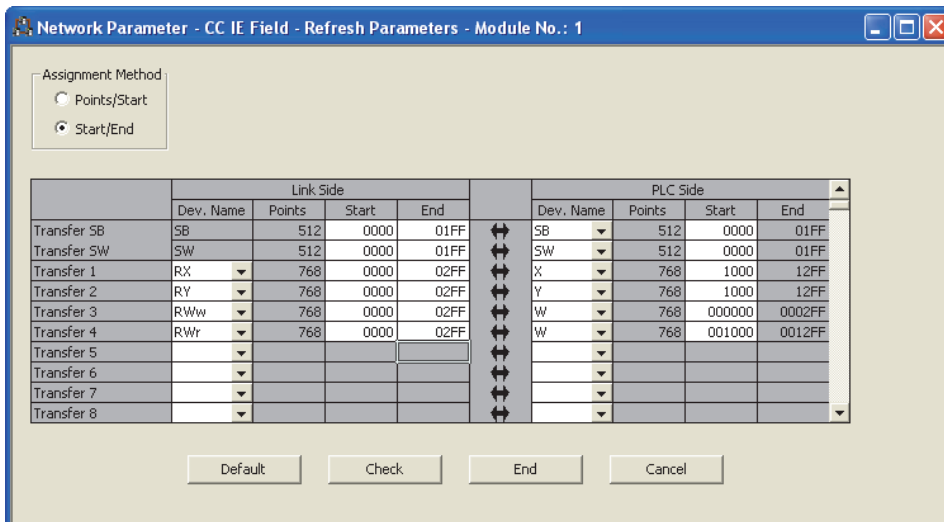 Network Parameter - CC IE Field - Refresh Parameters - Module No.: 1
Assignment Method
Points/Start
Start/End
Link Side PLC Side
Dev. Name Points Start End Dev. Name Points Start End
Transfer SB SB 512 0000 01FF SB 512 0000 01FF
Transfer SW SW 512 0000 01FF SW 512 0000 01FF
Transfer 1 RX 768 0000 02FF X 768 1000 12FF
Transfer 2 RY 768 0000 02FF Y 768 1000 12FF
Transfer 3 RWw 768 0000 02FF W 768 000000 0002FF
Transfer 4 RWr 768 0000 02FF W 768 001000 0012FF
Transfer 5
Transfer 6
Transfer 7
Transfer 8
Default Check End Cancel